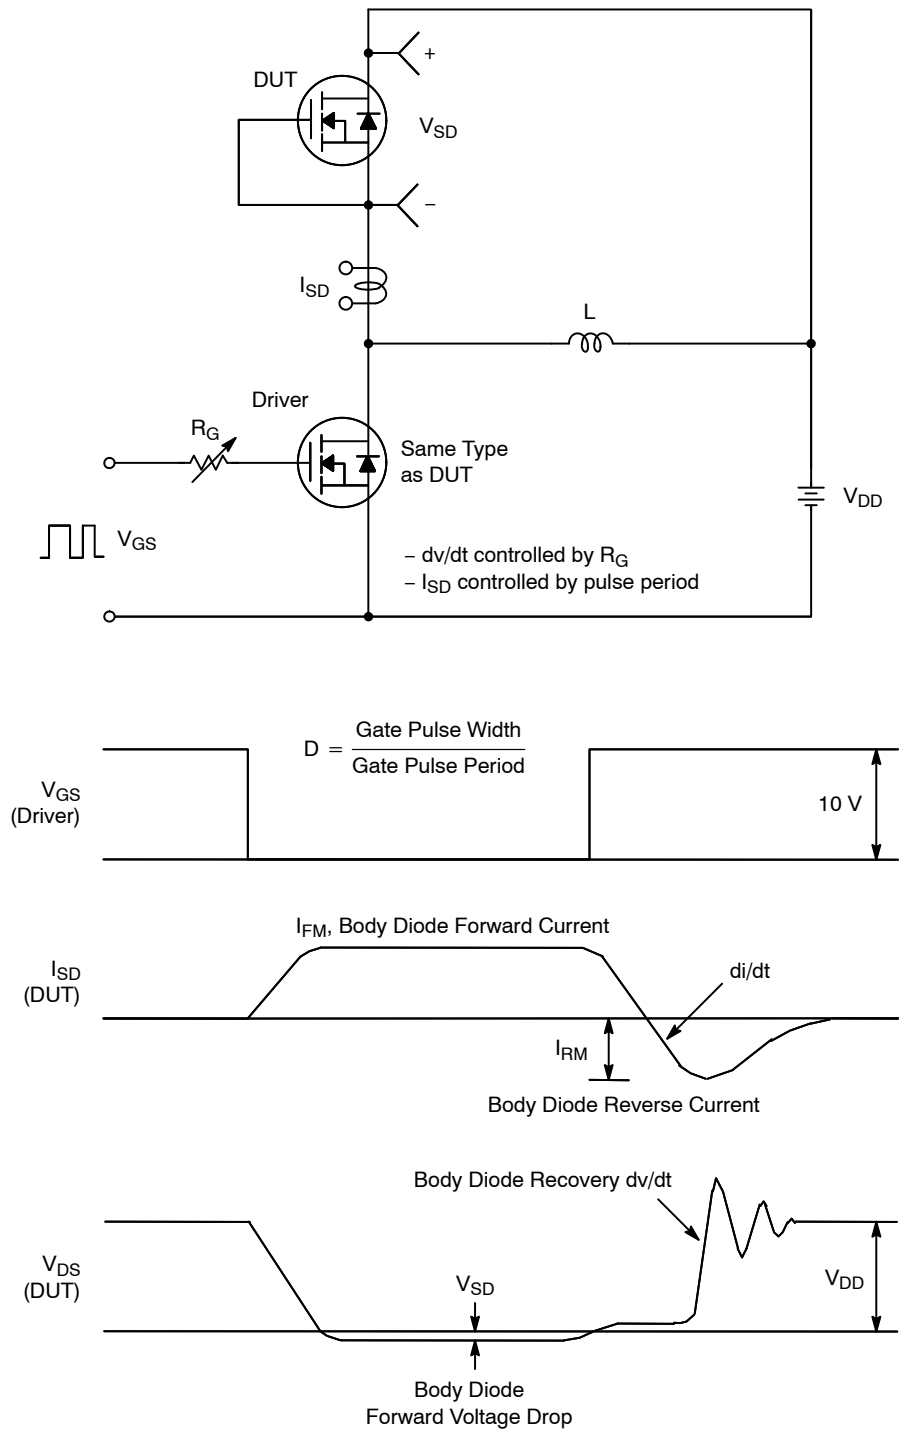 +
DUT
V_SD
−
I_SD
L
Driver
R_G
Same Type
as DUT
V_DD
V_GS
− dv/dt controlled by R_G
− I_SD controlled by pulse period
D = Gate Pulse Width
Gate Pulse Period
V_GS
(Driver)
10 V
I_FM, Body Diode Forward Current
I_SD
(DUT)
di/dt
I_RM
Body Diode Reverse Current
Body Diode Recovery dv/dt
V_DS
(DUT)
V_SD
V_DD
Body Diode
Forward Voltage Drop